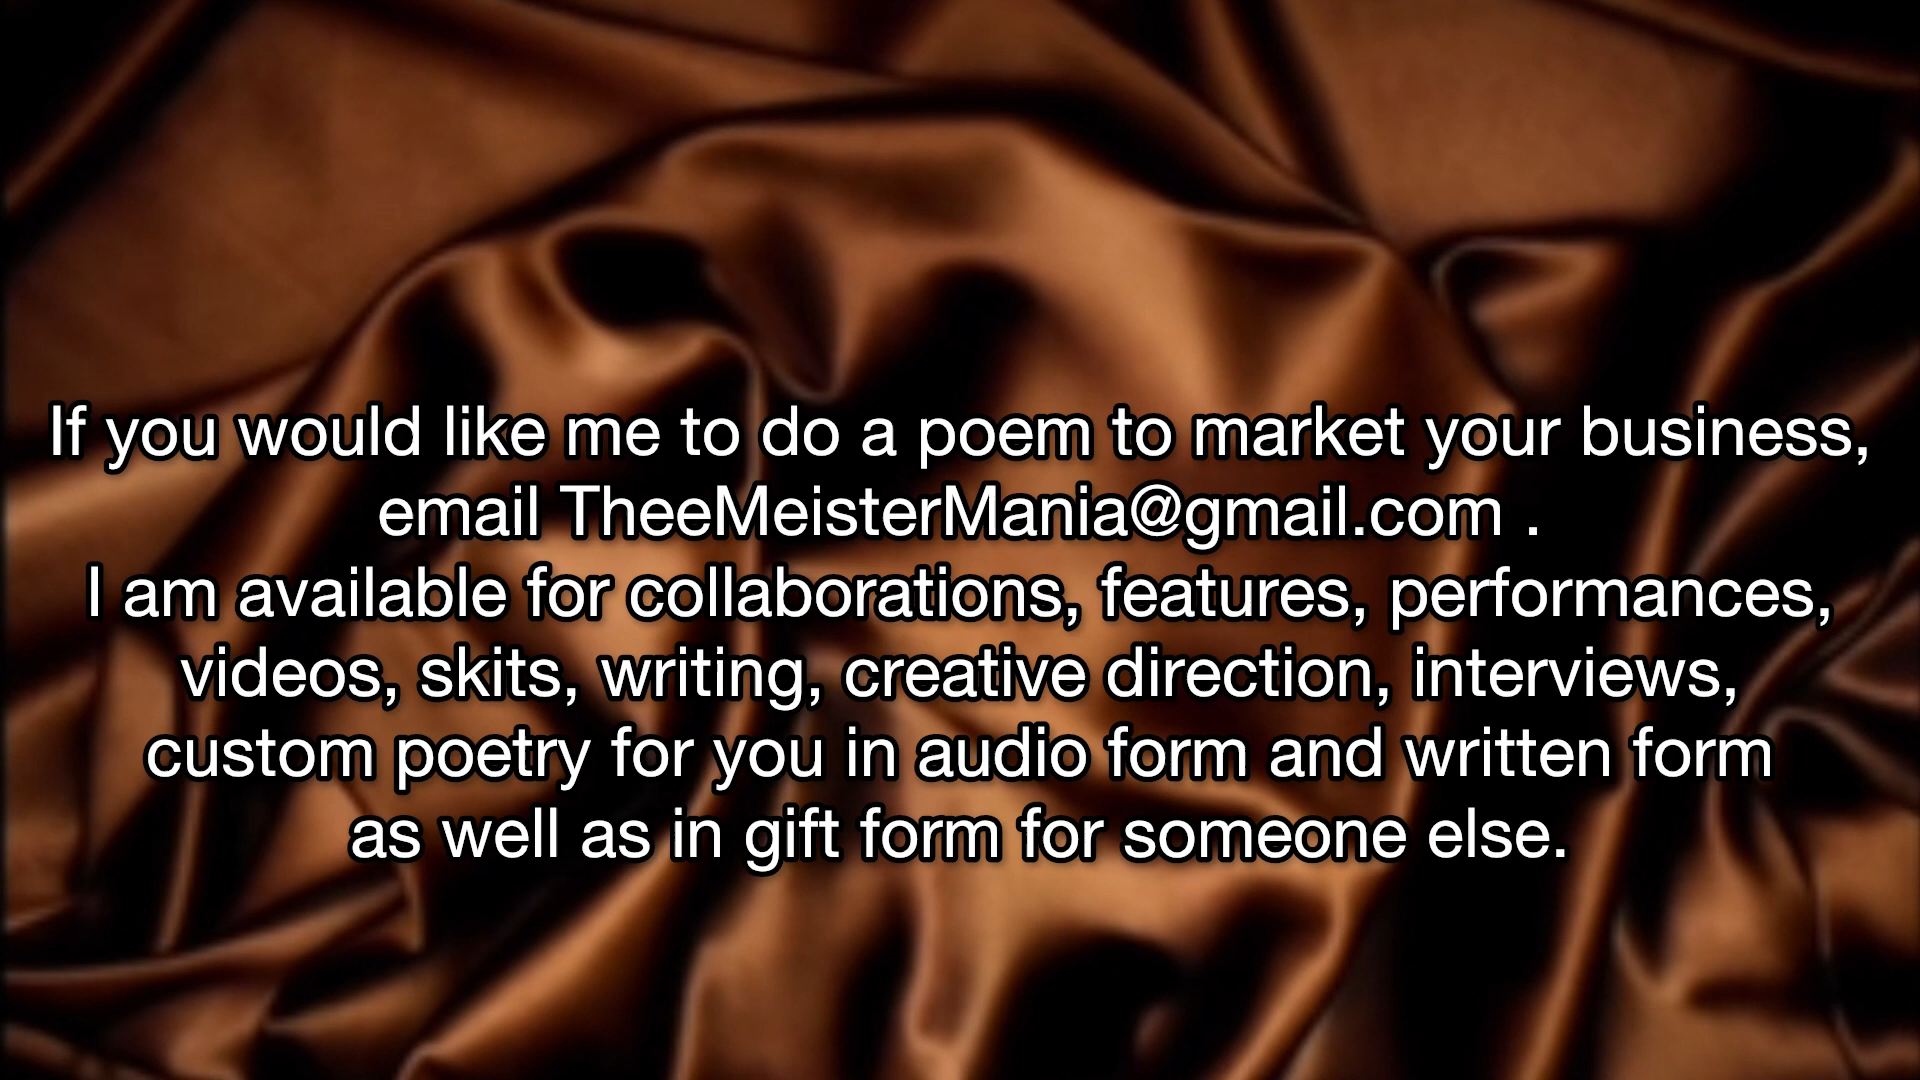 If you would like me to do a poem to market your business,
email TheeMeisterMania@gmail.com .
I am available for collaborations, features, performances,
videos, skits, writing, creative direction, interviews,
custom poetry for you in audio form and written form
as well as in gift form for someone else.